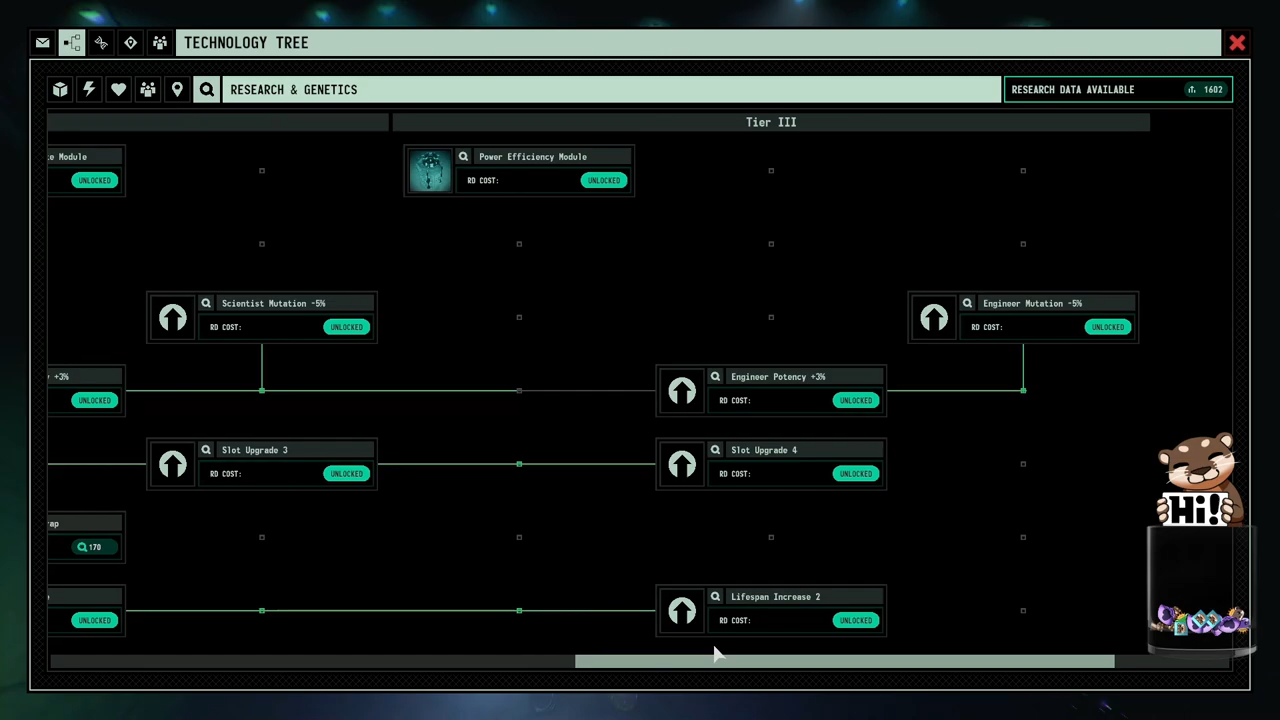 TECHNOLOGY TREE
RESEARCH & GENETICS
RESEARCH DATA AVAILABLE 1602
Tier III
Module
UNLOCKED
Power Efficiency Module
RD COST: UNLOCKED
Scientist Mutation -5%
RD COST: UNLOCKED
Engineer Mutation -5%
RD COST: UNLOCKED
+3%
UNLOCKED
Engineer Potency +3%
RD COST: UNLOCKED
Slot Upgrade 3
RD COST: UNLOCKED
Slot Upgrade 4
RD COST: UNLOCKED
170
UNLOCKED
Lifespan Increase 2
RD COST: UNLOCKED
Hi!